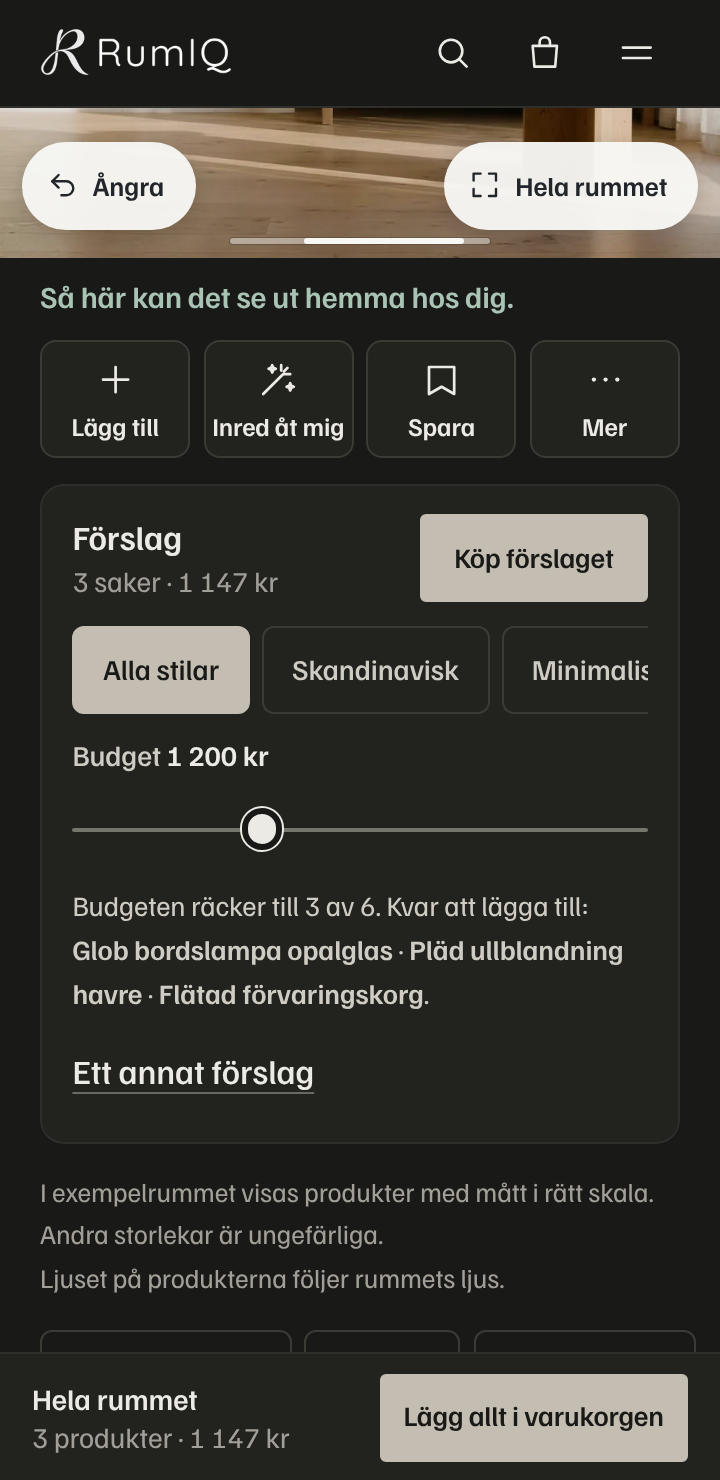 RumIQ
Ångra
Hela rummet
Så här kan det se ut hemma hos dig.
Lägg till
Inred åt mig
Spara
Mer
Förslag
3 saker · 1 147 kr
Köp förslaget
Alla stilar
Skandinavisk
Minimalis
Budget 1 200 kr
Budgeten räcker till 3 av 6. Kvar att lägga till:
Glob bordslampa opalglas · Pläd ullblandning
havre · Flätad förvaringskorg.
Ett annat förslag
I exempelrummet visas produkter med mått i rätt skala.
Andra storlekar är ungefärliga.
Ljuset på produkterna följer rummets ljus.
Hela rummet
3 produkter · 1 147 kr
Lägg allt i varukorgen